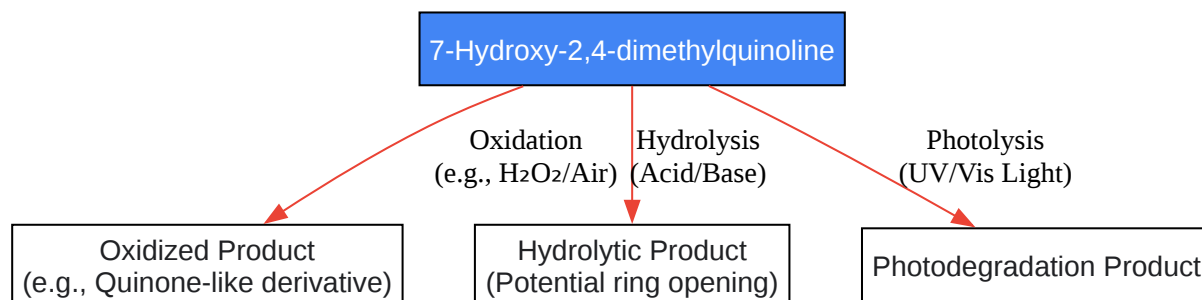 7-Hydroxy-2,4-dimethylquinoline
Oxidation
(e.g., H₂O₂/Air)
Hydrolysis
(Acid/Base)
Photolysis
(UV/Vis Light)
Oxidized Product
(e.g., Quinone-like derivative)
Hydrolytic Product
(Potential ring opening)
Photodegradation Product